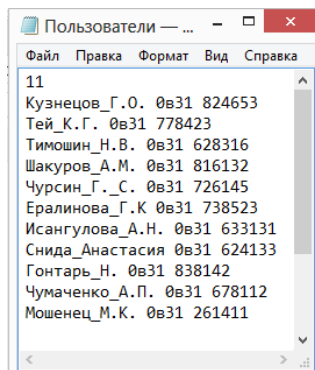 Пользователи — ...
Файл Правка Формат Вид Справка
11
Кузнецов_Г.О. 0в31 824653
Тей_К.Г. 0в31 778423
Тимошин_Н.В. 0в31 628316
Шакуров_А.М. 0в31 816132
Чурсин_Г._С. 0в31 726145
Ералинова_Г.К 0в31 738523
Исангулова_А.Н. 0в31 633131
Снида_Анастасия 0в31 624133
Гонтарь_Н. 0в31 838142
Чумаченко_А.П. 0в31 678112
Мошенец_М.К. 0в31 261411